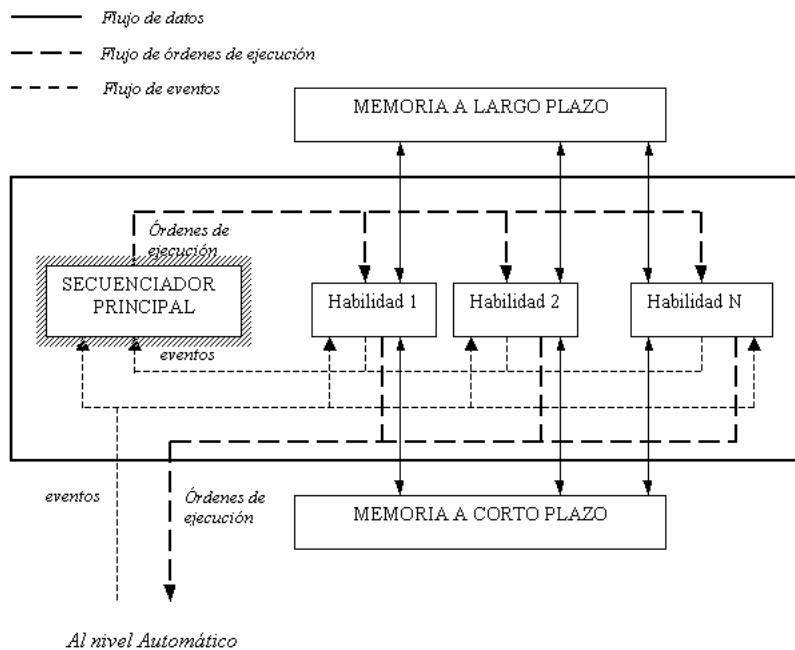 Flujo de datos
Flujo de órdenes de ejecución
Flujo de eventos
MEMORIA A LARGO PLAZO
Órdenes de
ejecución
SECUENCIADOR
PRINCIPAL
Habilidad 1
Habilidad 2
Habilidad N
eventos
eventos
Órdenes de
ejecución
MEMORIA A CORTO PLAZO
Al nivel Automático